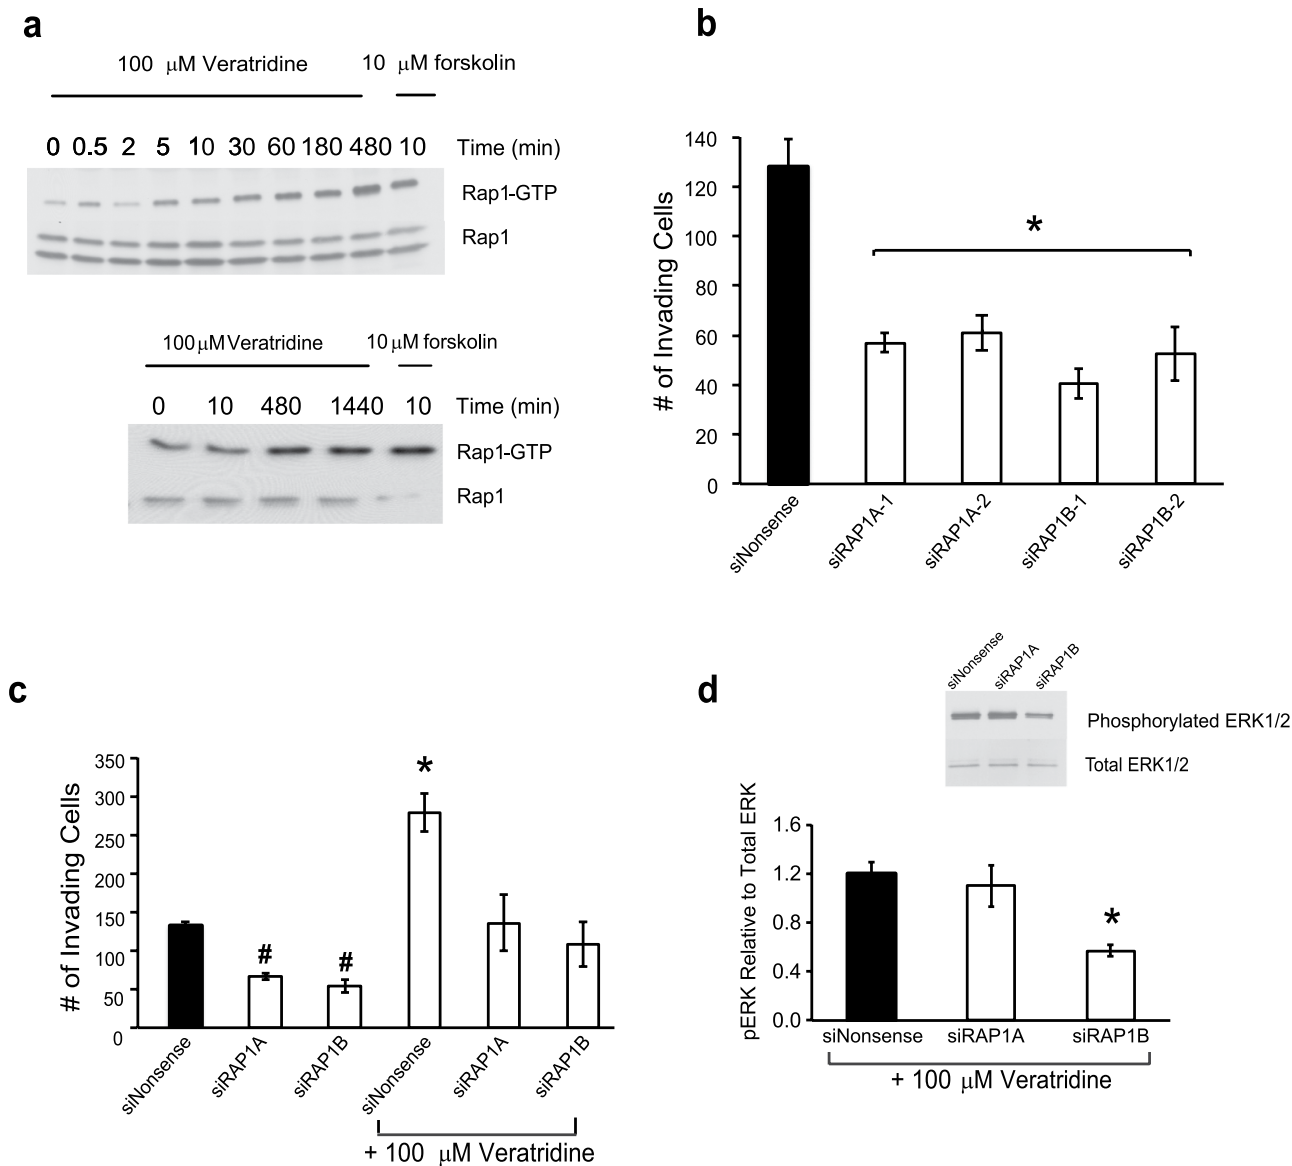 a
100 μM Veratridine 10 μM forskolin
0 0.5 2 5 10 30 60 180 480 10 Time (min)
Rap1-GTP
Rap1
100 μM Veratridine 10 μM forskolin
0 10 480 1440 10 Time (min)
Rap1-GTP
Rap1
b
# of Invading Cells
140
120
100
80
60
40
20
0
*
siNonsense
siRAP1A-1
siRAP1A-2
siRAP1B-1
siRAP1B-2
c
# of Invading Cells
350
300
250
200
150
100
50
0
# # *
siNonsense
siRAP1A
siRAP1B
siNonsense
siRAP1A
siRAP1B
+ 100 μM Veratridine
d
siNonsense
siRAP1A
siRAP1B
Phosphorylated ERK1/2
Total ERK1/2
pERK Relative to Total ERK
1.6
1.2
0.8
0.4
0.0
*
siNonsense siRAP1A siRAP1B
+ 100 μM Veratridine